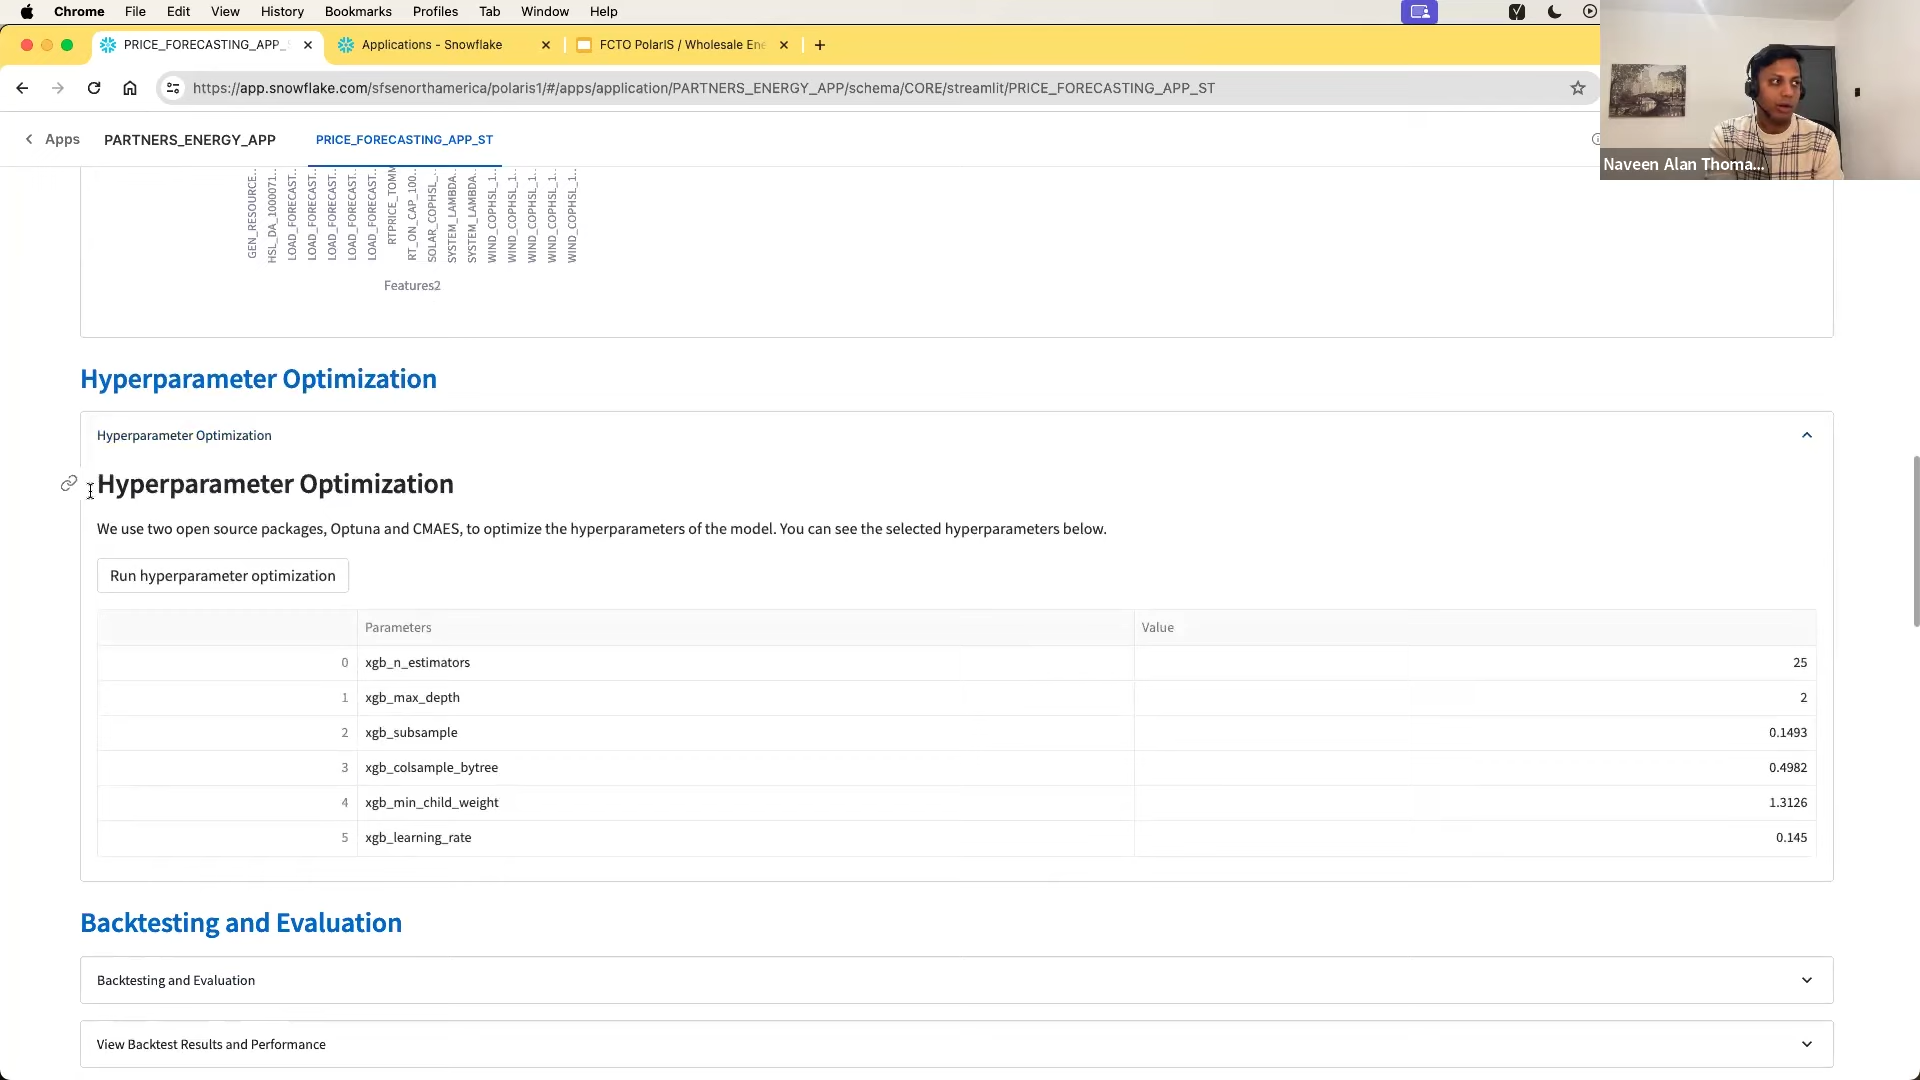 Chrome File Edit View History Bookmarks Profiles Tab Window Help
PRICE_FORECASTING_APP_
Applications - Snowflake
FCTO PolarIS / Wholesale Ene
https://app.snowflake.com/sfsenorthamerica/polaris1/#/apps/application/PARTNERS_ENERGY_APP/schema/CORE/streamlit/PRICE_FORECASTING_APP_ST
Naveen Alan Thoma...
Apps PARTNERS_ENERGY_APP PRICE_FORECASTING_APP_ST
GEN_RESOURCE...
HSL_DA_1000071...
LOAD_FORECAST...
LOAD_FORECAST...
LOAD_FORECAST...
LOAD_FORECAST...
LOAD_FORECAST...
RTPRICE_TOMM
RT_ON_CAP_100...
SOLAR_COPHSL_...
SYSTEM_LAMBDA...
SYSTEM_LAMBDA...
WIND_COPHSL_1...
WIND_COPHSL_1...
WIND_COPHSL_1...
WIND_COPHSL_1...
WIND_COPHSL_1...
Features2
Hyperparameter Optimization
Hyperparameter Optimization
Hyperparameter Optimization
We use two open source packages, Optuna and CMAES, to optimize the hyperparameters of the model. You can see the selected hyperparameters below.
Run hyperparameter optimization
Parameters Value
0 xgb_n_estimators 25
1 xgb_max_depth 2
2 xgb_subsample 0.1493
3 xgb_colsample_bytree 0.4982
4 xgb_min_child_weight 1.3126
5 xgb_learning_rate 0.145
Backtesting and Evaluation
Backtesting and Evaluation
View Backtest Results and Performance